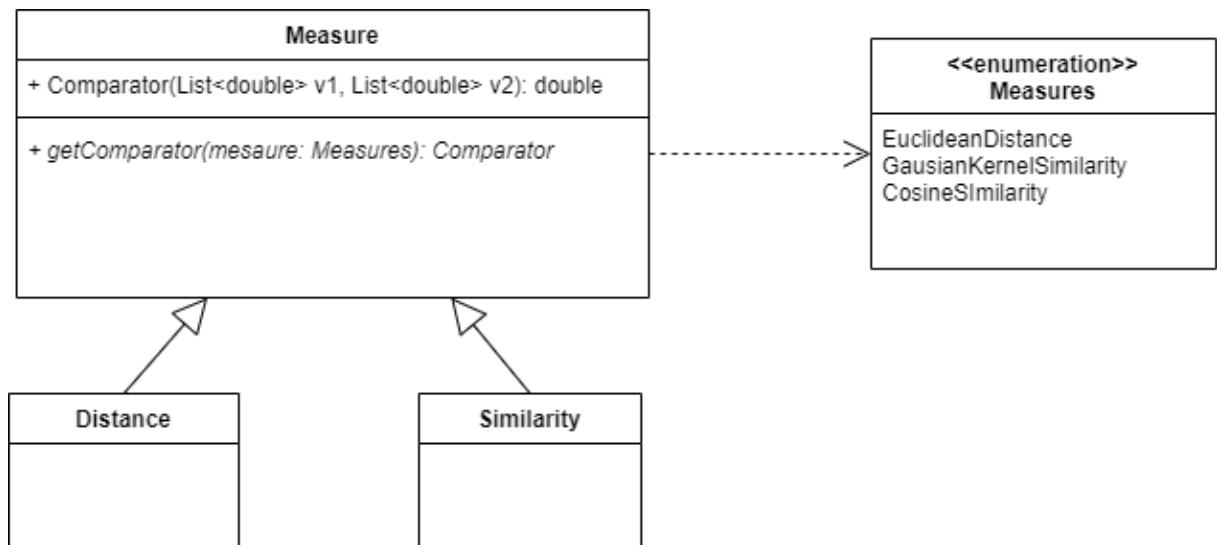 Measure
+ Comparator(List<double> v1, List<double> v2): double
+ getComparator(mesaure: Measures): Comparator
<<enumeration>>
Measures
EuclideanDistance
GausianKernelSimilarity
CosineSImilarity
Distance
Similarity